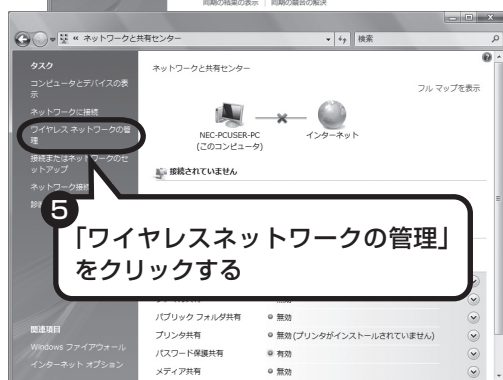 同期の結果の表示 | 同期の競合の解決
« ネットワークと共有センター
検索
タスク
コンピュータとデバイスの表
示
ネットワークに接続
ワイヤレス ネットワークの管
理
接続またはネットワークのセ
ットアップ
ネットワーク接続
ネットワークと共有センター
フル マップを表示
NEC-PCUSER-PC
(このコンピュータ)
インターネット
接続されていません
5
「ワイヤレスネットワークの管理」
をクリックする
パブリック フォルダ共有 無効
プリンタ共有 無効(プリンタがインストールされていません)
パスワード保護共有 有効
メディア共有 無効
関連項目
Windows ファイアウォール
インターネット オプション